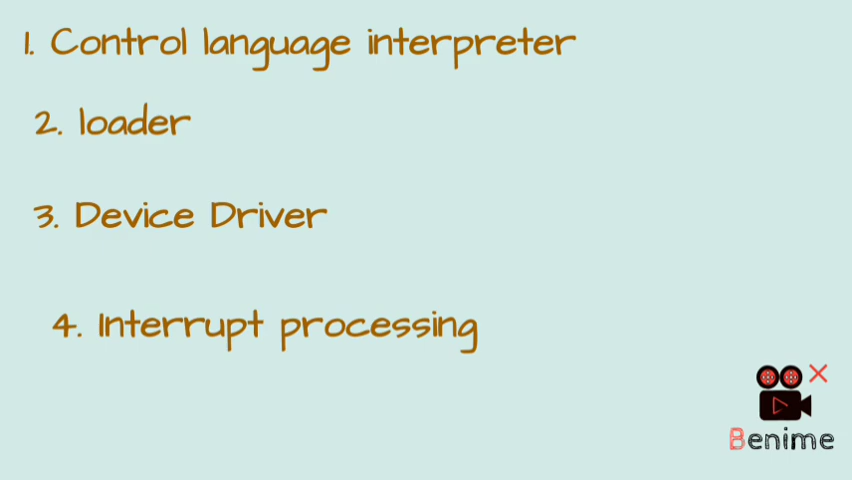 1. Control language interpreter
2. loader
3. Device Driver
4. Interrupt processing
Benime